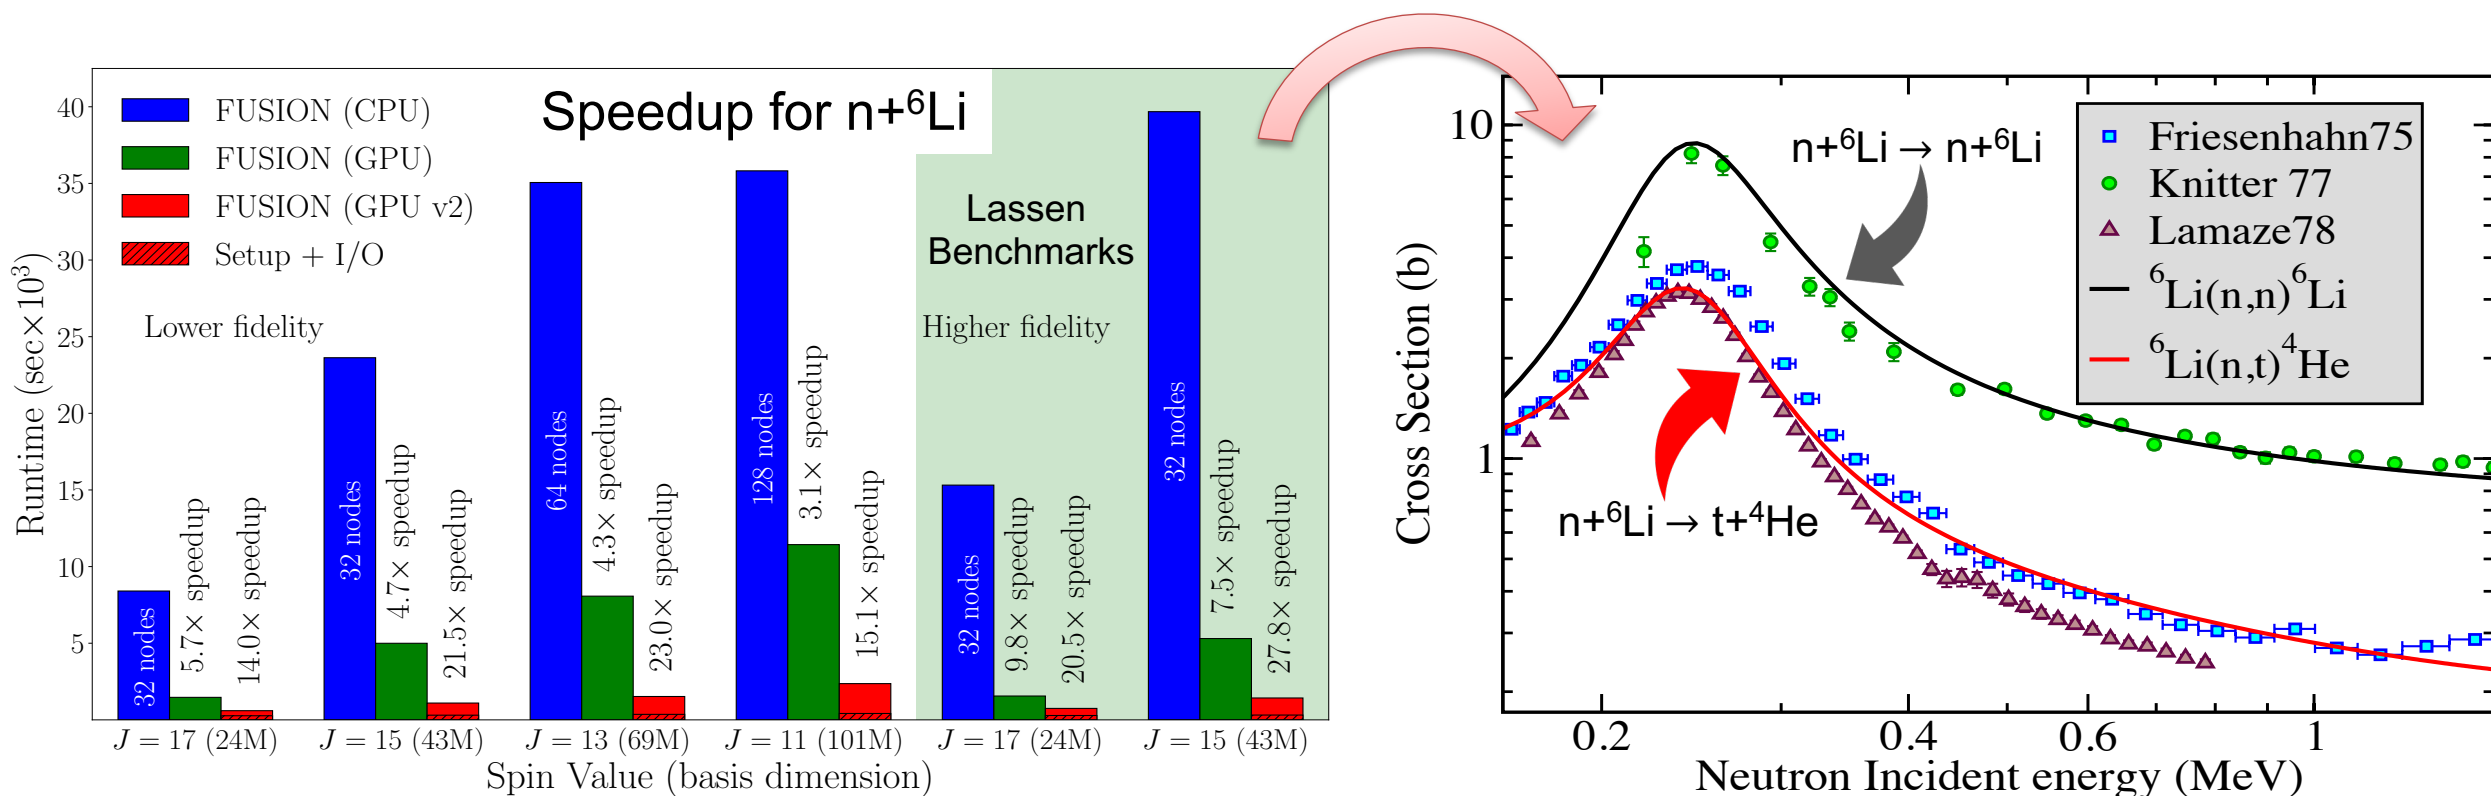 Speedup for n+⁶Li
FUSION (CPU)
FUSION (GPU)
FUSION (GPU v2)
Setup + I/O
Lower fidelity
Lassen
Benchmarks
Higher fidelity
Runtime (sec×10³)
40
35
30
25
20
15
10
5
32 nodes
5.7× speedup
14.0× speedup
32 nodes
4.7× speedup
21.5× speedup
64 nodes
4.3× speedup
23.0× speedup
128 nodes
3.1× speedup
15.1× speedup
32 nodes
9.8× speedup
20.5× speedup
32 nodes
7.5× speedup
27.8× speedup
J = 17 (24M)
J = 15 (43M)
J = 13 (69M)
J = 11 (101M)
J = 17 (24M)
J = 15 (43M)
Spin Value (basis dimension)
Cross Section (b)
10
1
n+⁶Li → n+⁶Li
n+⁶Li → t+⁴He
Friesenhahn75
Knitter 77
Lamaze78
⁶Li(n,n)⁶Li
⁶Li(n,t)⁴He
0.2
0.4
0.6
1
Neutron Incident energy (MeV)